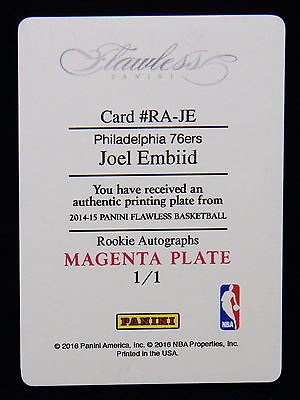 Flawless
PANINI
Card #RA-JE
Philadelphia 76ers
Joel Embiid
You have received an
authentic printing plate from
2014-15 PANINI FLAWLESS BASKETBALL
Rookie Autographs
MAGENTA PLATE
1/1
PANINI
NBA
© 2016 Panini America, Inc. © 2016 NBA Properties, Inc.
Printed in the USA.